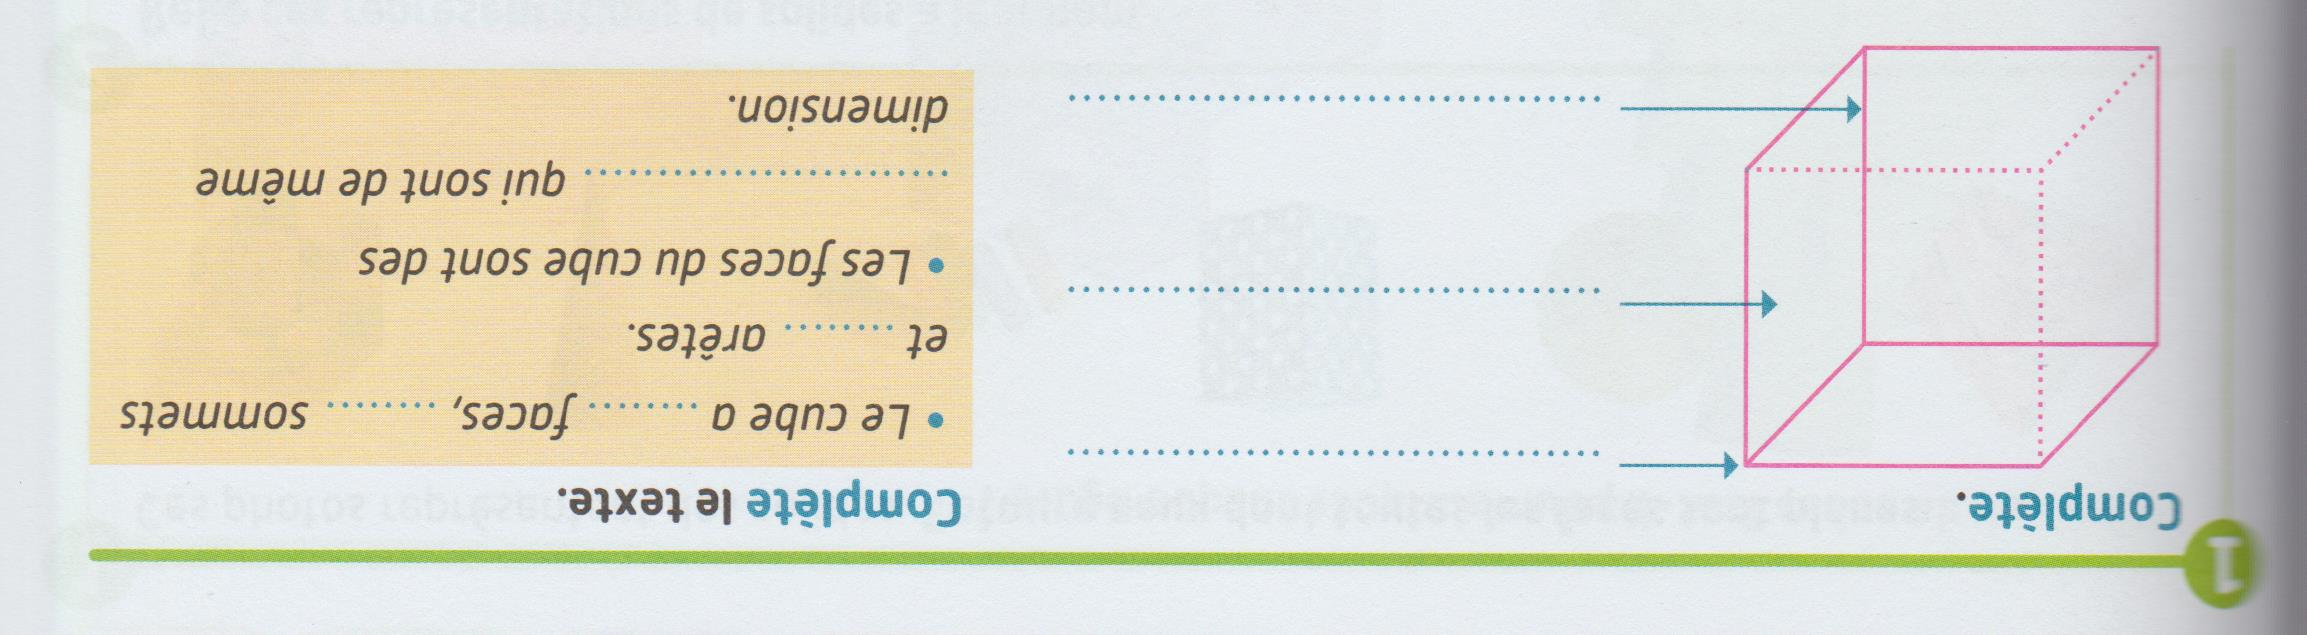 1
Complète.
Complète le texte.
• Le cube a ......... faces, ......... sommets
et ......... arêtes.
• Les faces du cube sont des
.............................. qui sont de même
dimension.